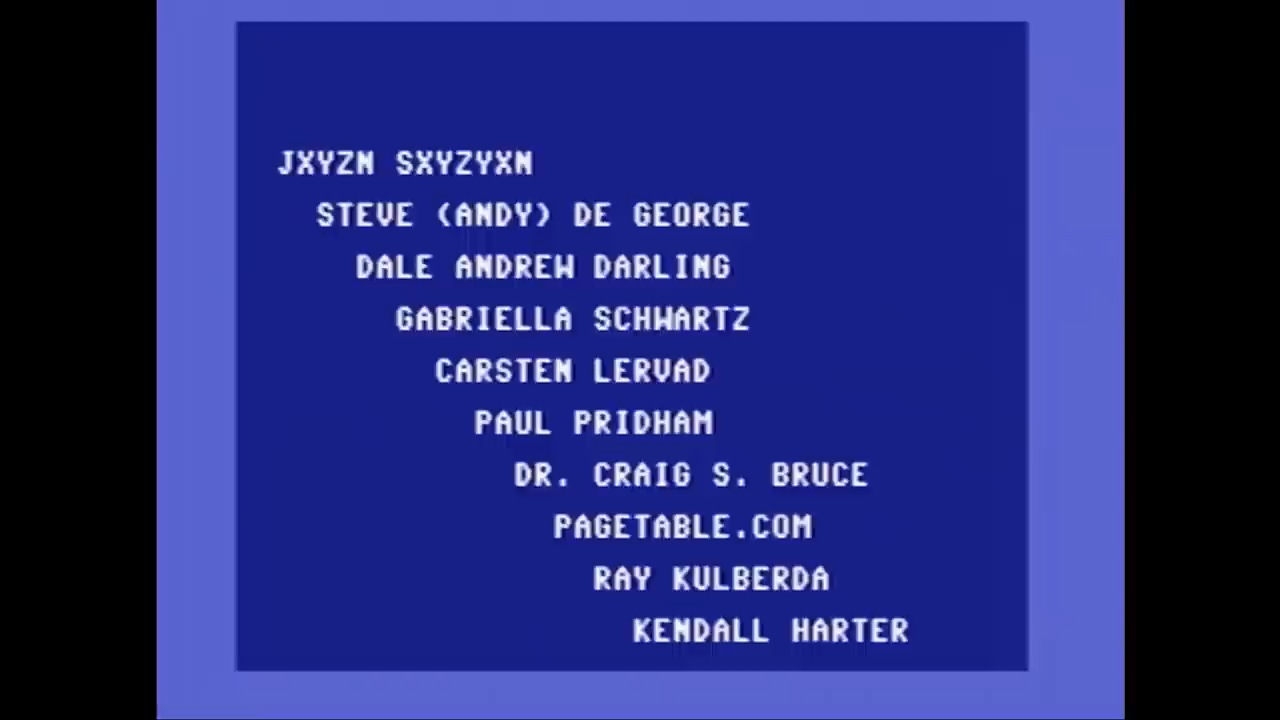 JXYZN SXYZYXN
STEVE (ANDY) DE GEORGE
DALE ANDREW DARLING
GABRIELLA SCHWARTZ
CARSTEN LERVAD
PAUL PRIDHAM
DR. CRAIG S. BRUCE
PAGETABLE.COM
RAY KULBERDA
KENDALL HARTER